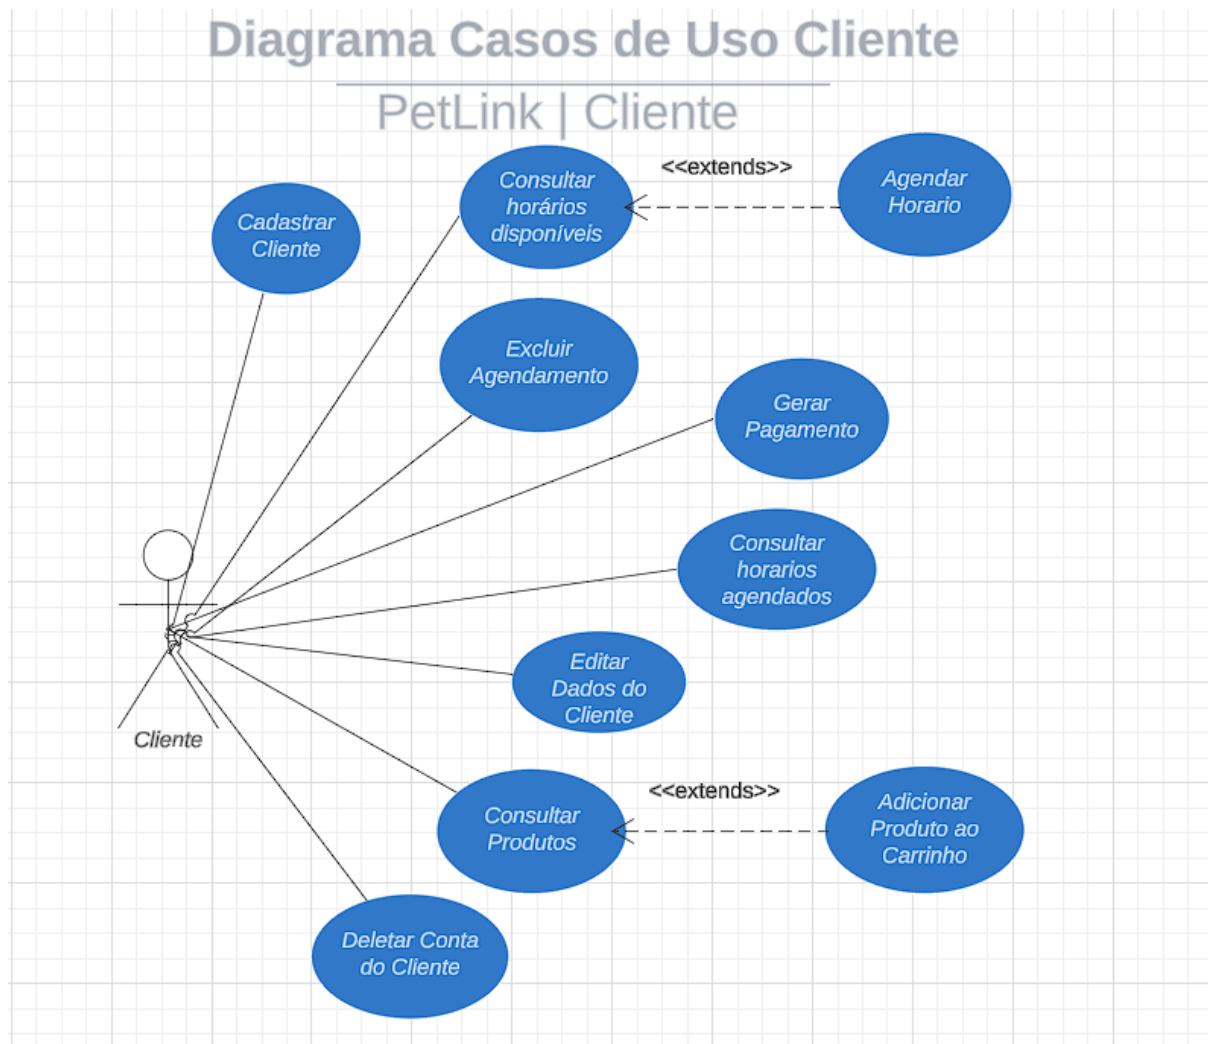 Diagrama Casos de Uso Cliente
PetLink | Cliente
<<extends>>
Consultar
horários
disponíveis
Agendar
Horario
Cadastrar
Cliente
Excluir
Agendamento
Gerar
Pagamento
Consultar
horarios
agendados
Editar
Dados do
Cliente
Cliente
<<extends>>
Consultar
Produtos
Adicionar
Produto ao
Carrinho
Deletar Conta
do Cliente